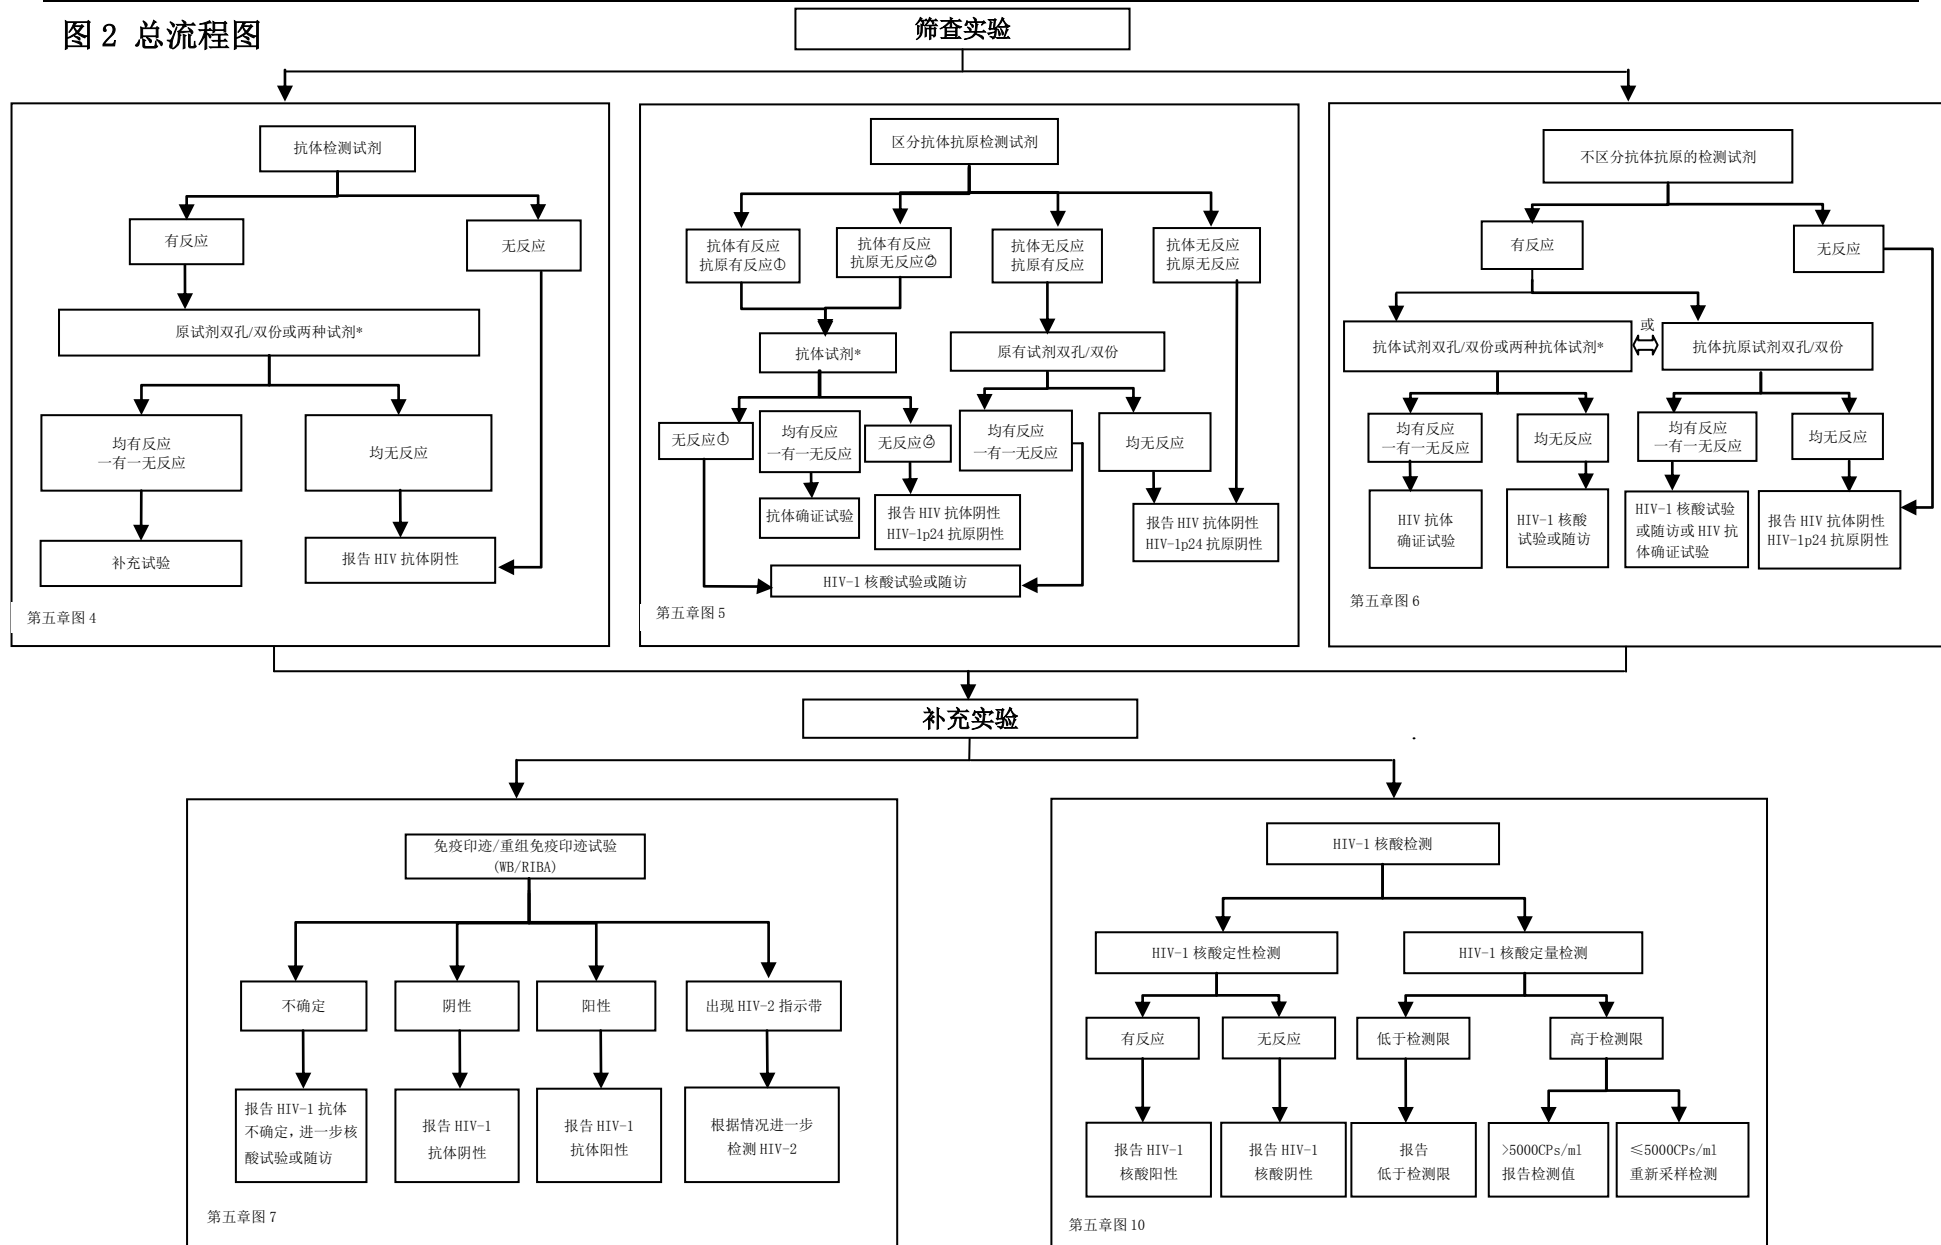 图 2 总流程图
筛查实验
抗体检测试剂
有反应
无反应
原试剂双孔/双份或两种试剂*
均有反应
一有一无反应
均无反应
补充试验
报告 HIV 抗体阴性
第五章图 4
区分抗体抗原检测试剂
抗体有反应
抗原有反应①
抗体有反应
抗原无反应②
抗体无反应
抗原有反应
抗体无反应
抗原无反应
抗体试剂*
原有试剂双孔/双份
无反应①
均有反应
一有一无反应
无反应②
均有反应
一有一无反应
均无反应
抗体确证试验
报告 HIV 抗体阴性
HIV-1p24 抗原阴性
报告 HIV 抗体阴性
HIV-1p24 抗原阴性
HIV-1 核酸试验或随访
第五章图 5
不区分抗体抗原的检测试剂
有反应
无反应
抗体试剂双孔/双份或两种抗体试剂*
或
抗体抗原试剂双孔/双份
均有反应
一有一无反应
均无反应
均有反应
一有一无反应
均无反应
HIV 抗体
确证试验
HIV-1 核酸
试验或随访
HIV-1 核酸试验
或随访或 HIV 抗
体确证试验
报告 HIV 抗体阴性
HIV-1p24 抗原阴性
第五章图 6
补充实验
免疫印迹/重组免疫印迹试验
(WB/RIBA)
不确定
阴性
阳性
出现 HIV-2 指示带
报告 HIV-1 抗体
不确定,进一步核
酸试验或随访
报告 HIV-1
抗体阴性
报告 HIV-1
抗体阳性
根据情况进一步
检测 HIV-2
第五章图 7
HIV-1 核酸检测
HIV-1 核酸定性检测
HIV-1 核酸定量检测
有反应
无反应
低于检测限
高于检测限
报告 HIV-1
核酸阳性
报告 HIV-1
核酸阴性
报告
低于检测限
>5000CPs/ml
报告检测值
≤5000CPs/ml
重新采样检测
第五章图 10